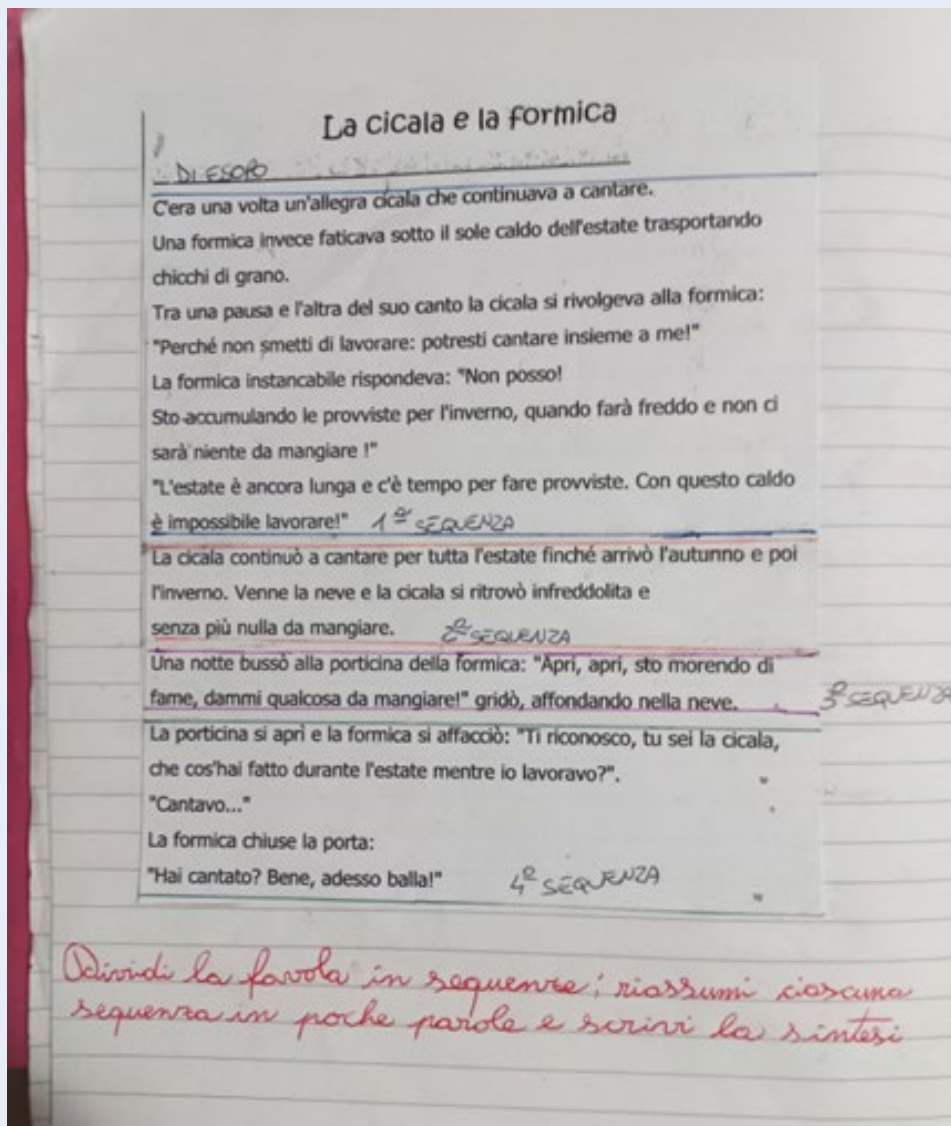 La cicala e la formica
DI ESOPO
C'era una volta un'allegra cicala che continuava a cantare.
Una formica invece faticava sotto il sole caldo dell'estate trasportando
chicchi di grano.
Tra una pausa e l'altra del suo canto la cicala si rivolgeva alla formica:
"Perché non smetti di lavorare: potresti cantare insieme a me!"
La formica instancabile rispondeva: "Non posso!
Sto accumulando le provviste per l'inverno, quando farà freddo e non ci
sarà niente da mangiare !"
"L'estate è ancora lunga e c'è tempo per fare provviste. Con questo caldo
è impossibile lavorare!" 1ª SEQUENZA
La cicala continuò a cantare per tutta l'estate finché arrivò l'autunno e poi
l'inverno. Venne la neve e la cicala si ritrovò infreddolita e
senza più nulla da mangiare. 2ª SEQUENZA
Una notte bussò alla porticina della formica: "Apri, apri, sto morendo di
fame, dammi qualcosa da mangiare!" gridò, affondando nella neve. 3ª SEQUENZA
La porticina si aprì e la formica si affacciò: "Ti riconosco, tu sei la cicala,
che cos'hai fatto durante l'estate mentre io lavoravo?".
"Cantavo..."
La formica chiuse la porta:
"Hai cantato? Bene, adesso balla!" 4ª SEQUENZA
Dividi la favola in sequenze; riassumi ciascuna
sequenza in poche parole e scrivi la sintesi